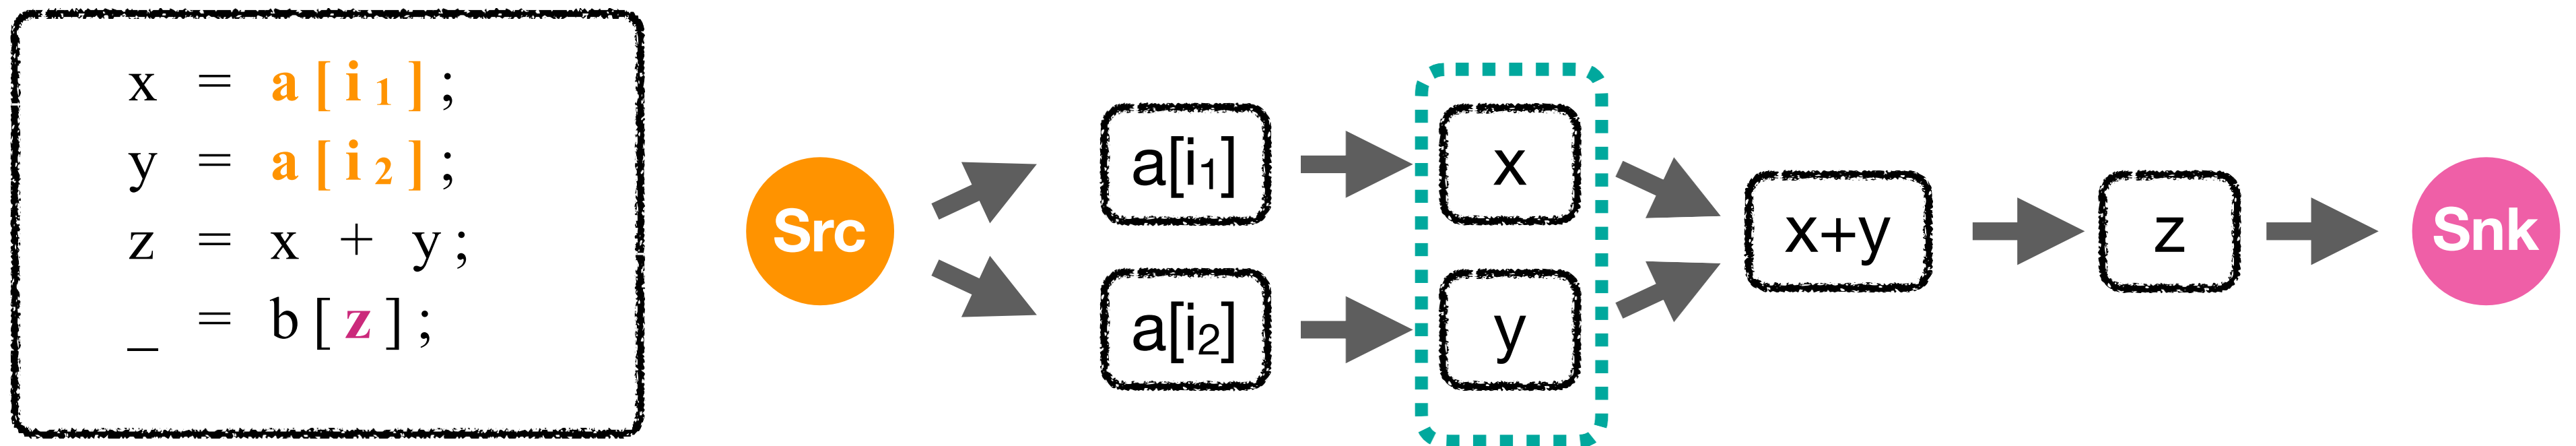 x = a[i₁];
y = a[i₂];
z = x + y;
_ = b[z];
Src
a[i₁]
x
a[i₂]
y
x+y
z
Snk